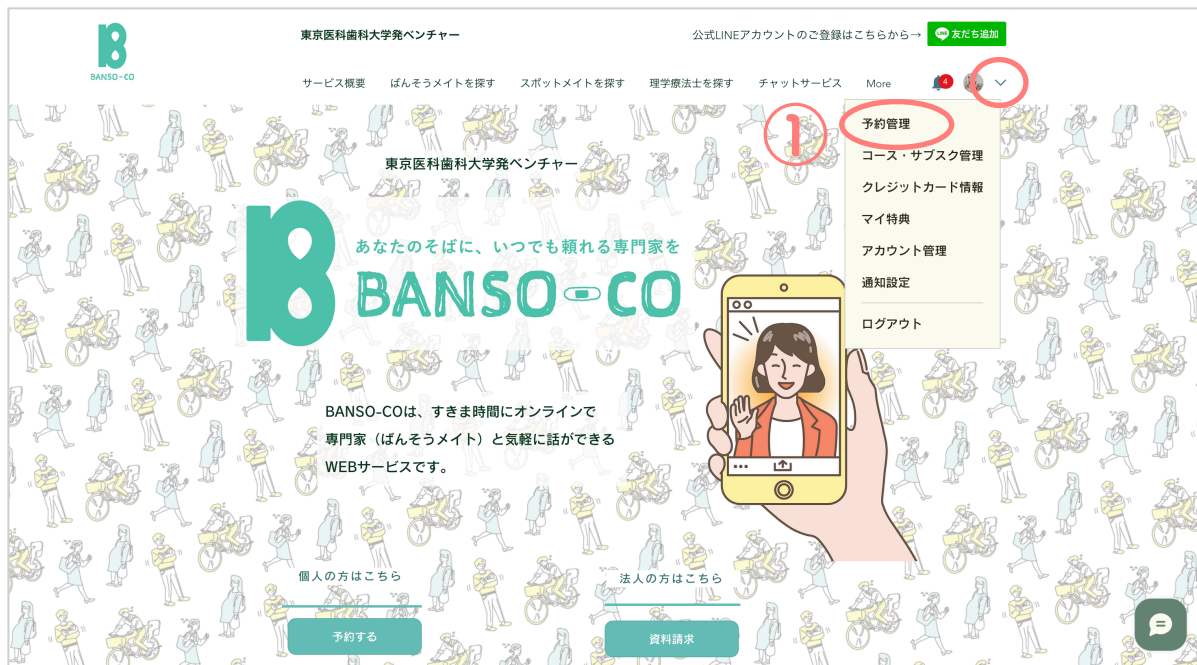 東京医科歯科大学発ベンチャー
公式LINEアカウントのご登録はこちらから→
LINE 友だち追加
BANSO-CO
サービス概要 ばんそうメイトを探す スポットメイトを探す 理学療法士を探す チャットサービス More 4
①
予約管理
コース・サブスク管理
クレジットカード情報
マイ特典
アカウント管理
通知設定
ログアウト
東京医科歯科大学発ベンチャー
あなたのそばに、いつでも頼れる専門家を
BANSO-CO
BANSO-COは、すきま時間にオンラインで
専門家（ばんそうメイト）と気軽に話ができる
WEBサービスです。
個人の方はこちら
法人の方はこちら
予約する
資料請求